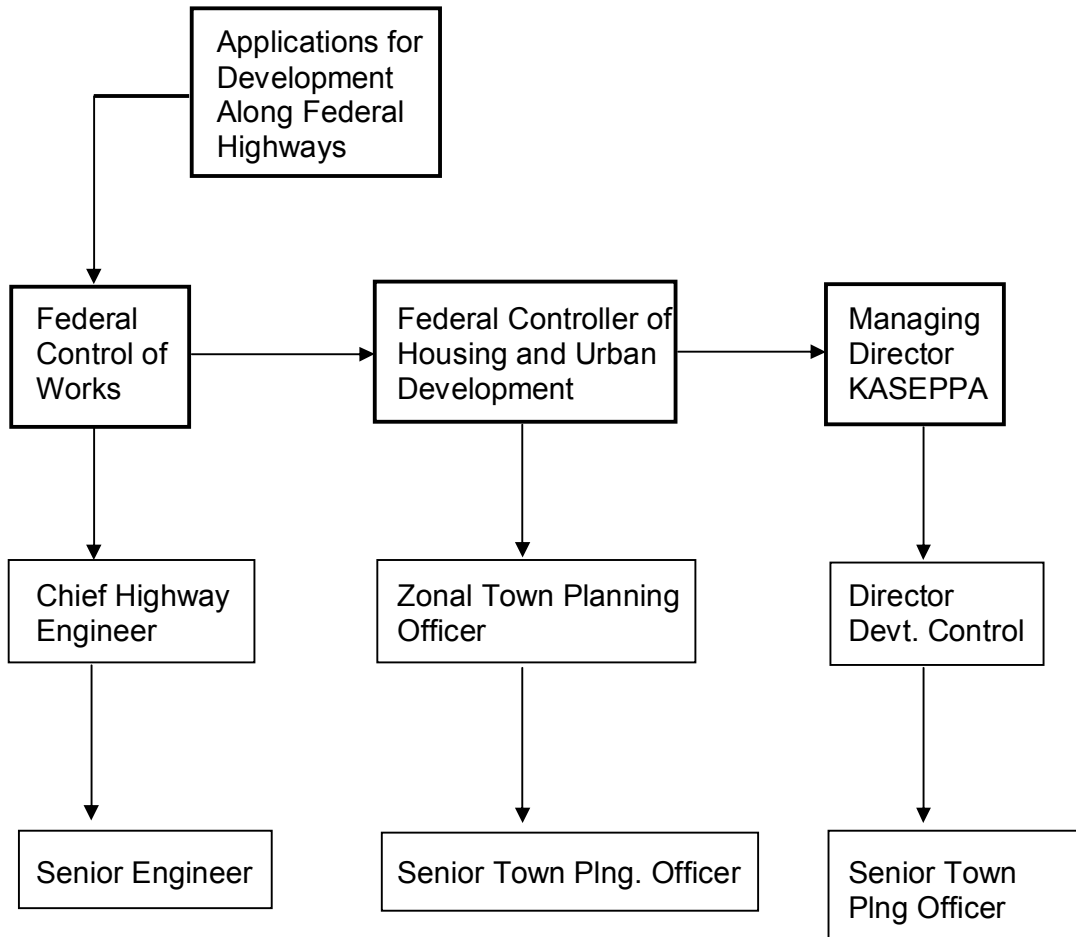 Applications for
Development
Along Federal
Highways
Federal
Control of
Works
Federal Controller of
Housing and Urban
Development
Managing
Director
KASEPPA
Chief Highway
Engineer
Zonal Town Planning
Officer
Director
Devt. Control
Senior Engineer
Senior Town Plng. Officer
Senior Town
Plng Officer